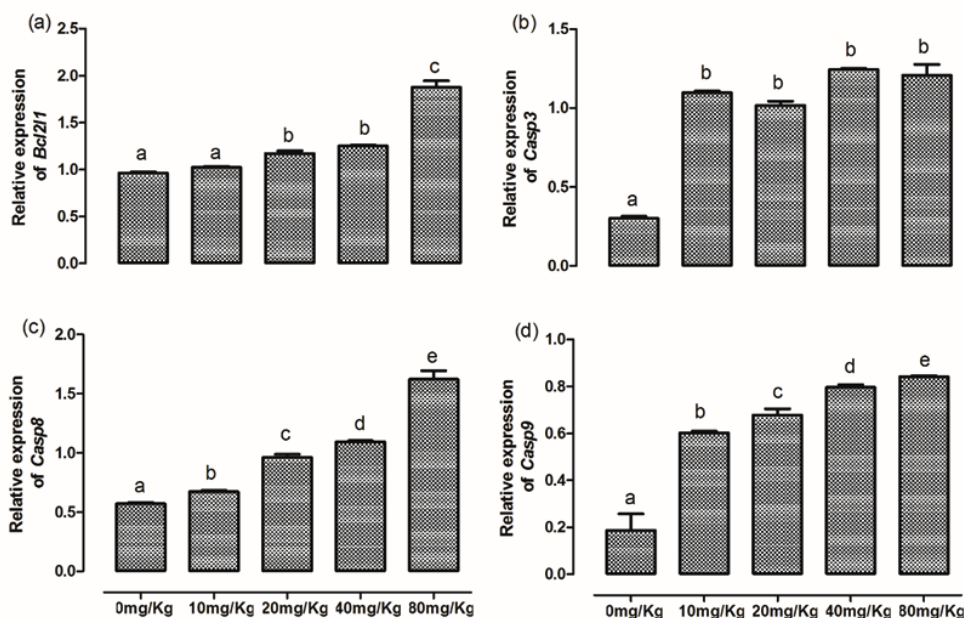 (a)
Relative expression
of Bcl2l1
2.5
2.0
1.5
1.0
0.5
0.0
a
a
b
b
c
(b)
Relative expression
of Casp3
1.5
1.0
0.5
0.0
a
b
b
b
b
(c)
Relative expression
of Casp8
2.0
1.5
1.0
0.5
0.0
a
b
c
d
e
0mg/Kg 10mg/Kg 20mg/Kg 40mg/Kg 80mg/Kg
(d)
Relative expression
of Casp9
1.0
0.8
0.6
0.4
0.2
0.0
a
b
c
d
e
0mg/Kg 10mg/Kg 20mg/Kg 40mg/Kg 80mg/Kg